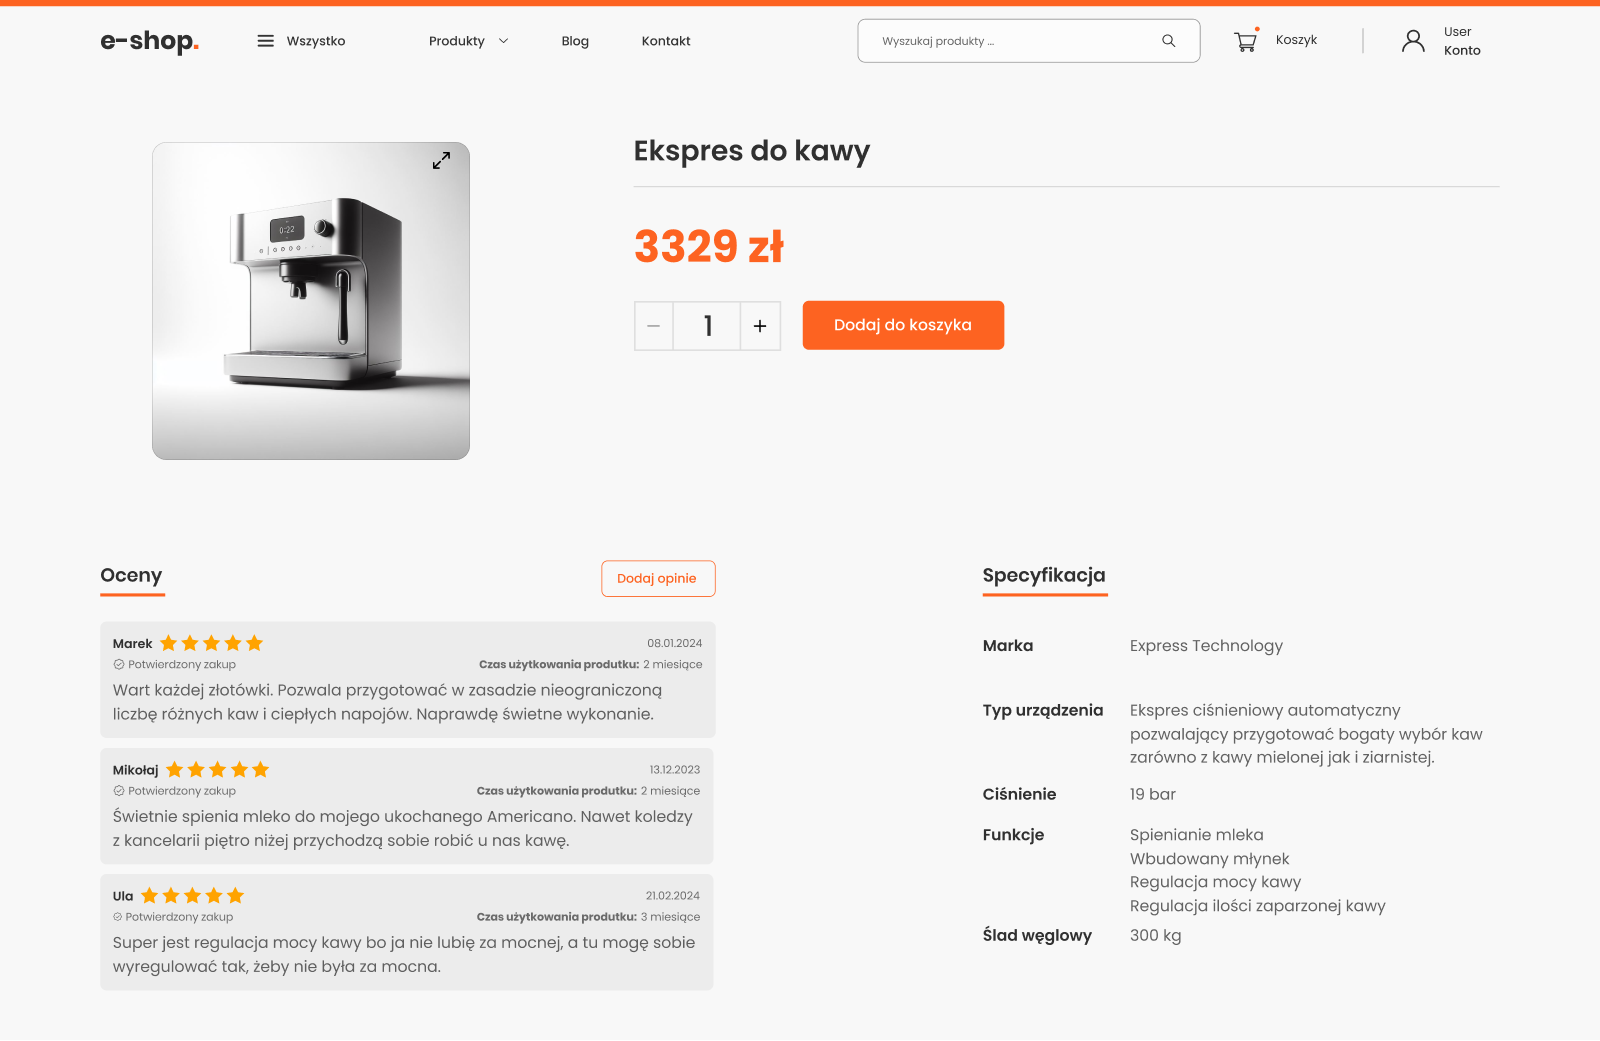 e-shop.
Wszystko
Produkty
Blog
Kontakt
Wyszukaj produkty ...
Koszyk
User
Konto
0:22
Ekspres do kawy
3329 zł
− 1 +
Dodaj do koszyka
Oceny
Dodaj opinie
Marek
08.01.2024
Potwierdzony zakup
Czas użytkowania produtku: 2 miesiące
Wart każdej złotówki. Pozwala przygotować w zasadzie nieograniczoną
liczbę różnych kaw i ciepłych napojów. Naprawdę świetne wykonanie.
Mikołaj
13.12.2023
Potwierdzony zakup
Czas użytkowania produtku: 2 miesiące
Świetnie spienia mleko do mojego ukochanego Americano. Nawet koledzy
z kancelarii piętro niżej przychodzą sobie robić u nas kawę.
Ula
21.02.2024
Potwierdzony zakup
Czas użytkowania produtku: 3 miesiące
Super jest regulacja mocy kawy bo ja nie lubię za mocnej, a tu mogę sobie
wyregulować tak, żeby nie była za mocna.
Specyfikacja
Marka
Express Technology
Typ urządzenia
Ekspres ciśnieniowy automatyczny
pozwalający przygotować bogaty wybór kaw
zarówno z kawy mielonej jak i ziarnistej.
Ciśnienie
19 bar
Funkcje
Spienianie mleka
Wbudowany młynek
Regulacja mocy kawy
Regulacja ilości zaparzonej kawy
Ślad węglowy
300 kg